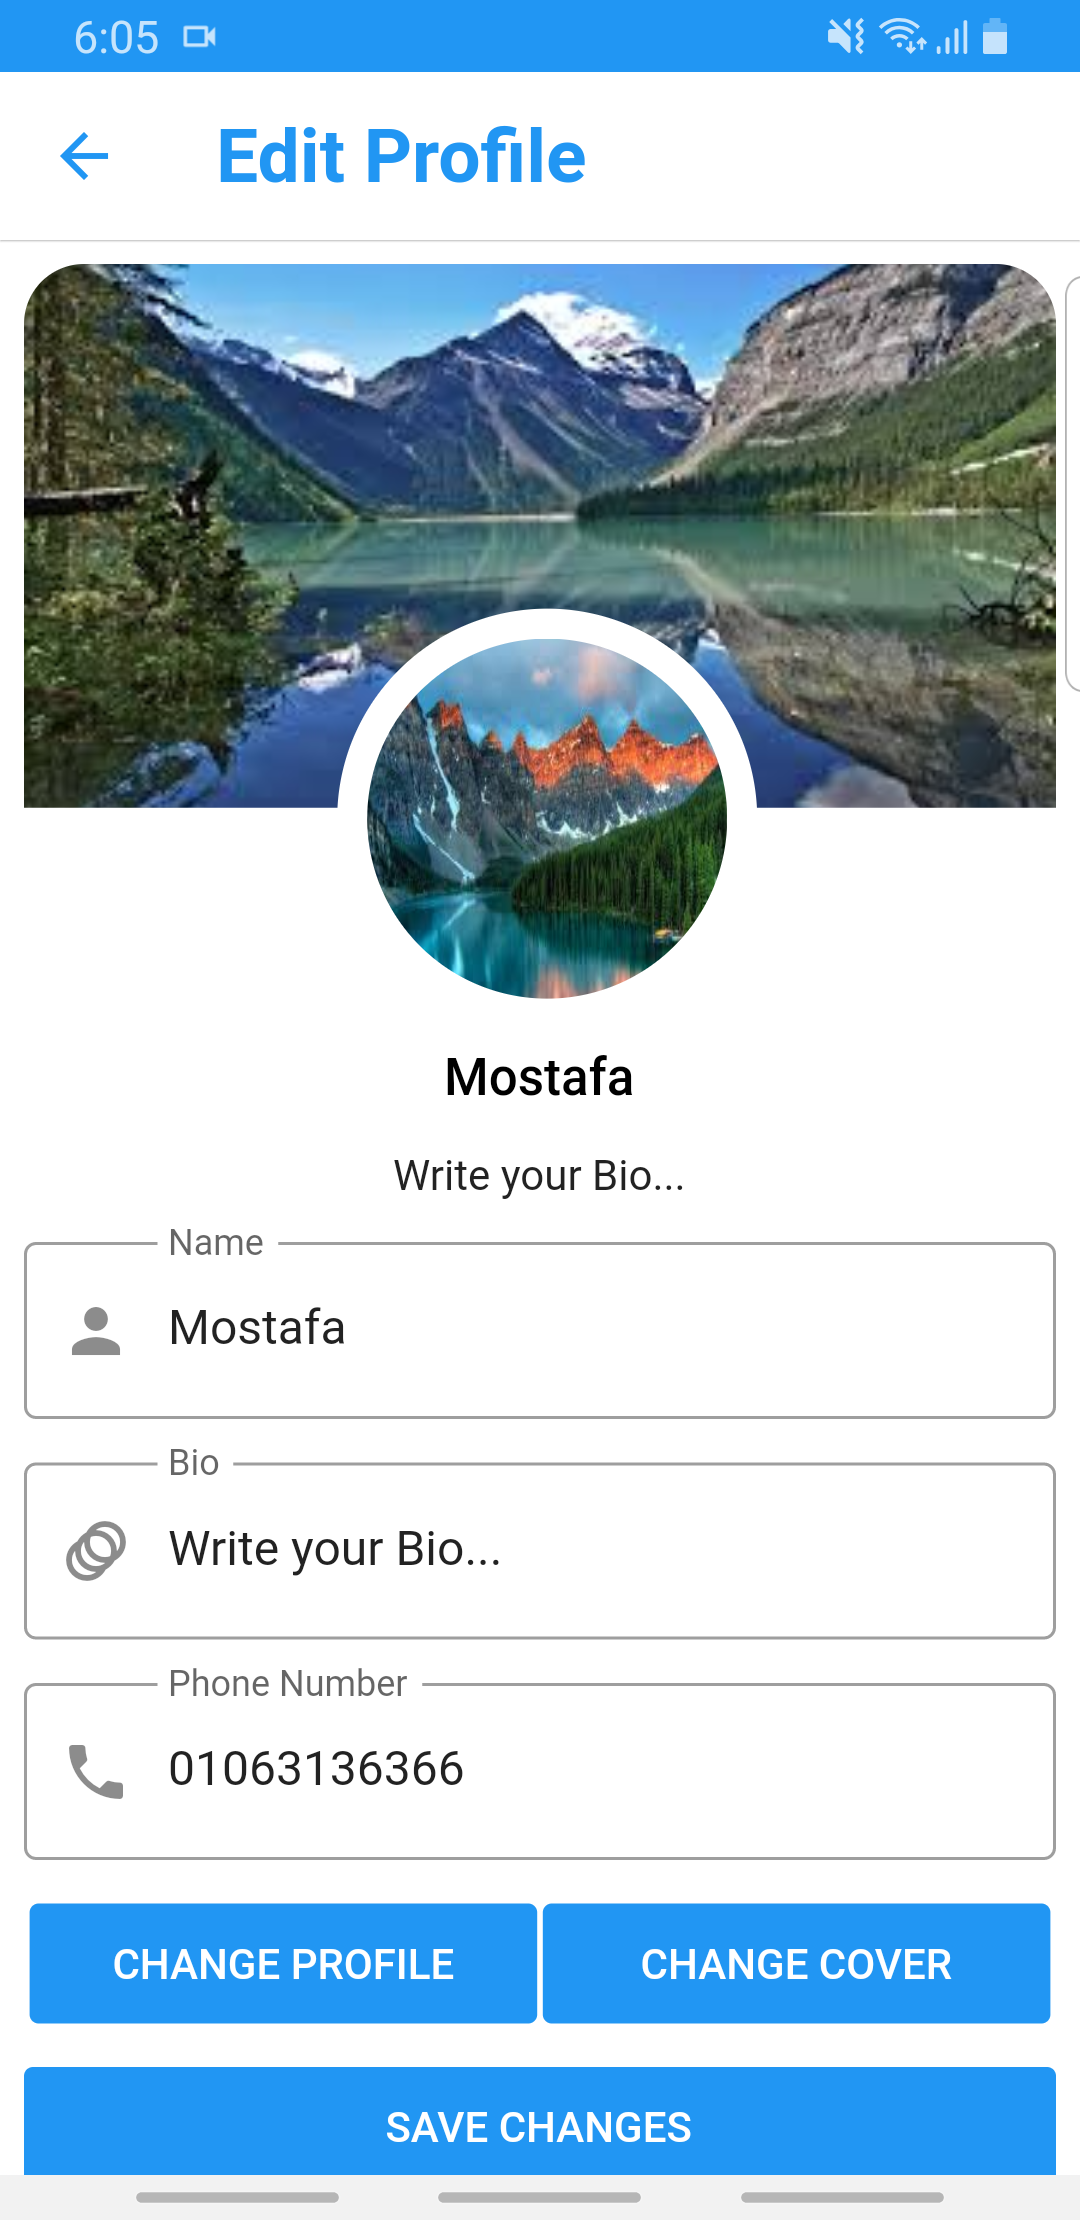 6:05
Edit Profile
Mostafa
Write your Bio...
Name
Mostafa
Bio
Write your Bio...
Phone Number
01063136366
CHANGE PROFILE
CHANGE COVER
SAVE CHANGES